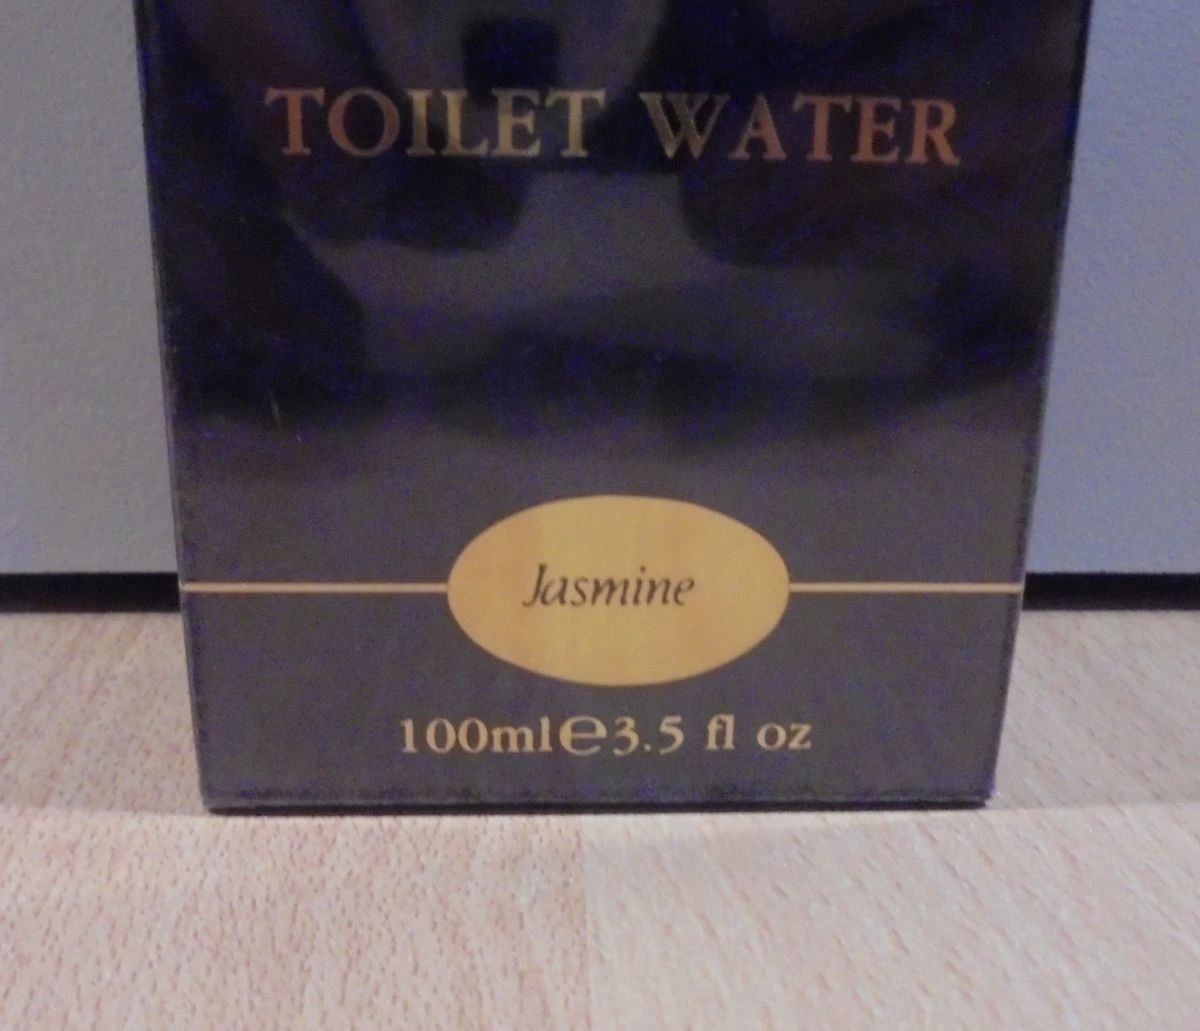 TOILET WATER
Jasmine
100ml℮3.5 fl oz